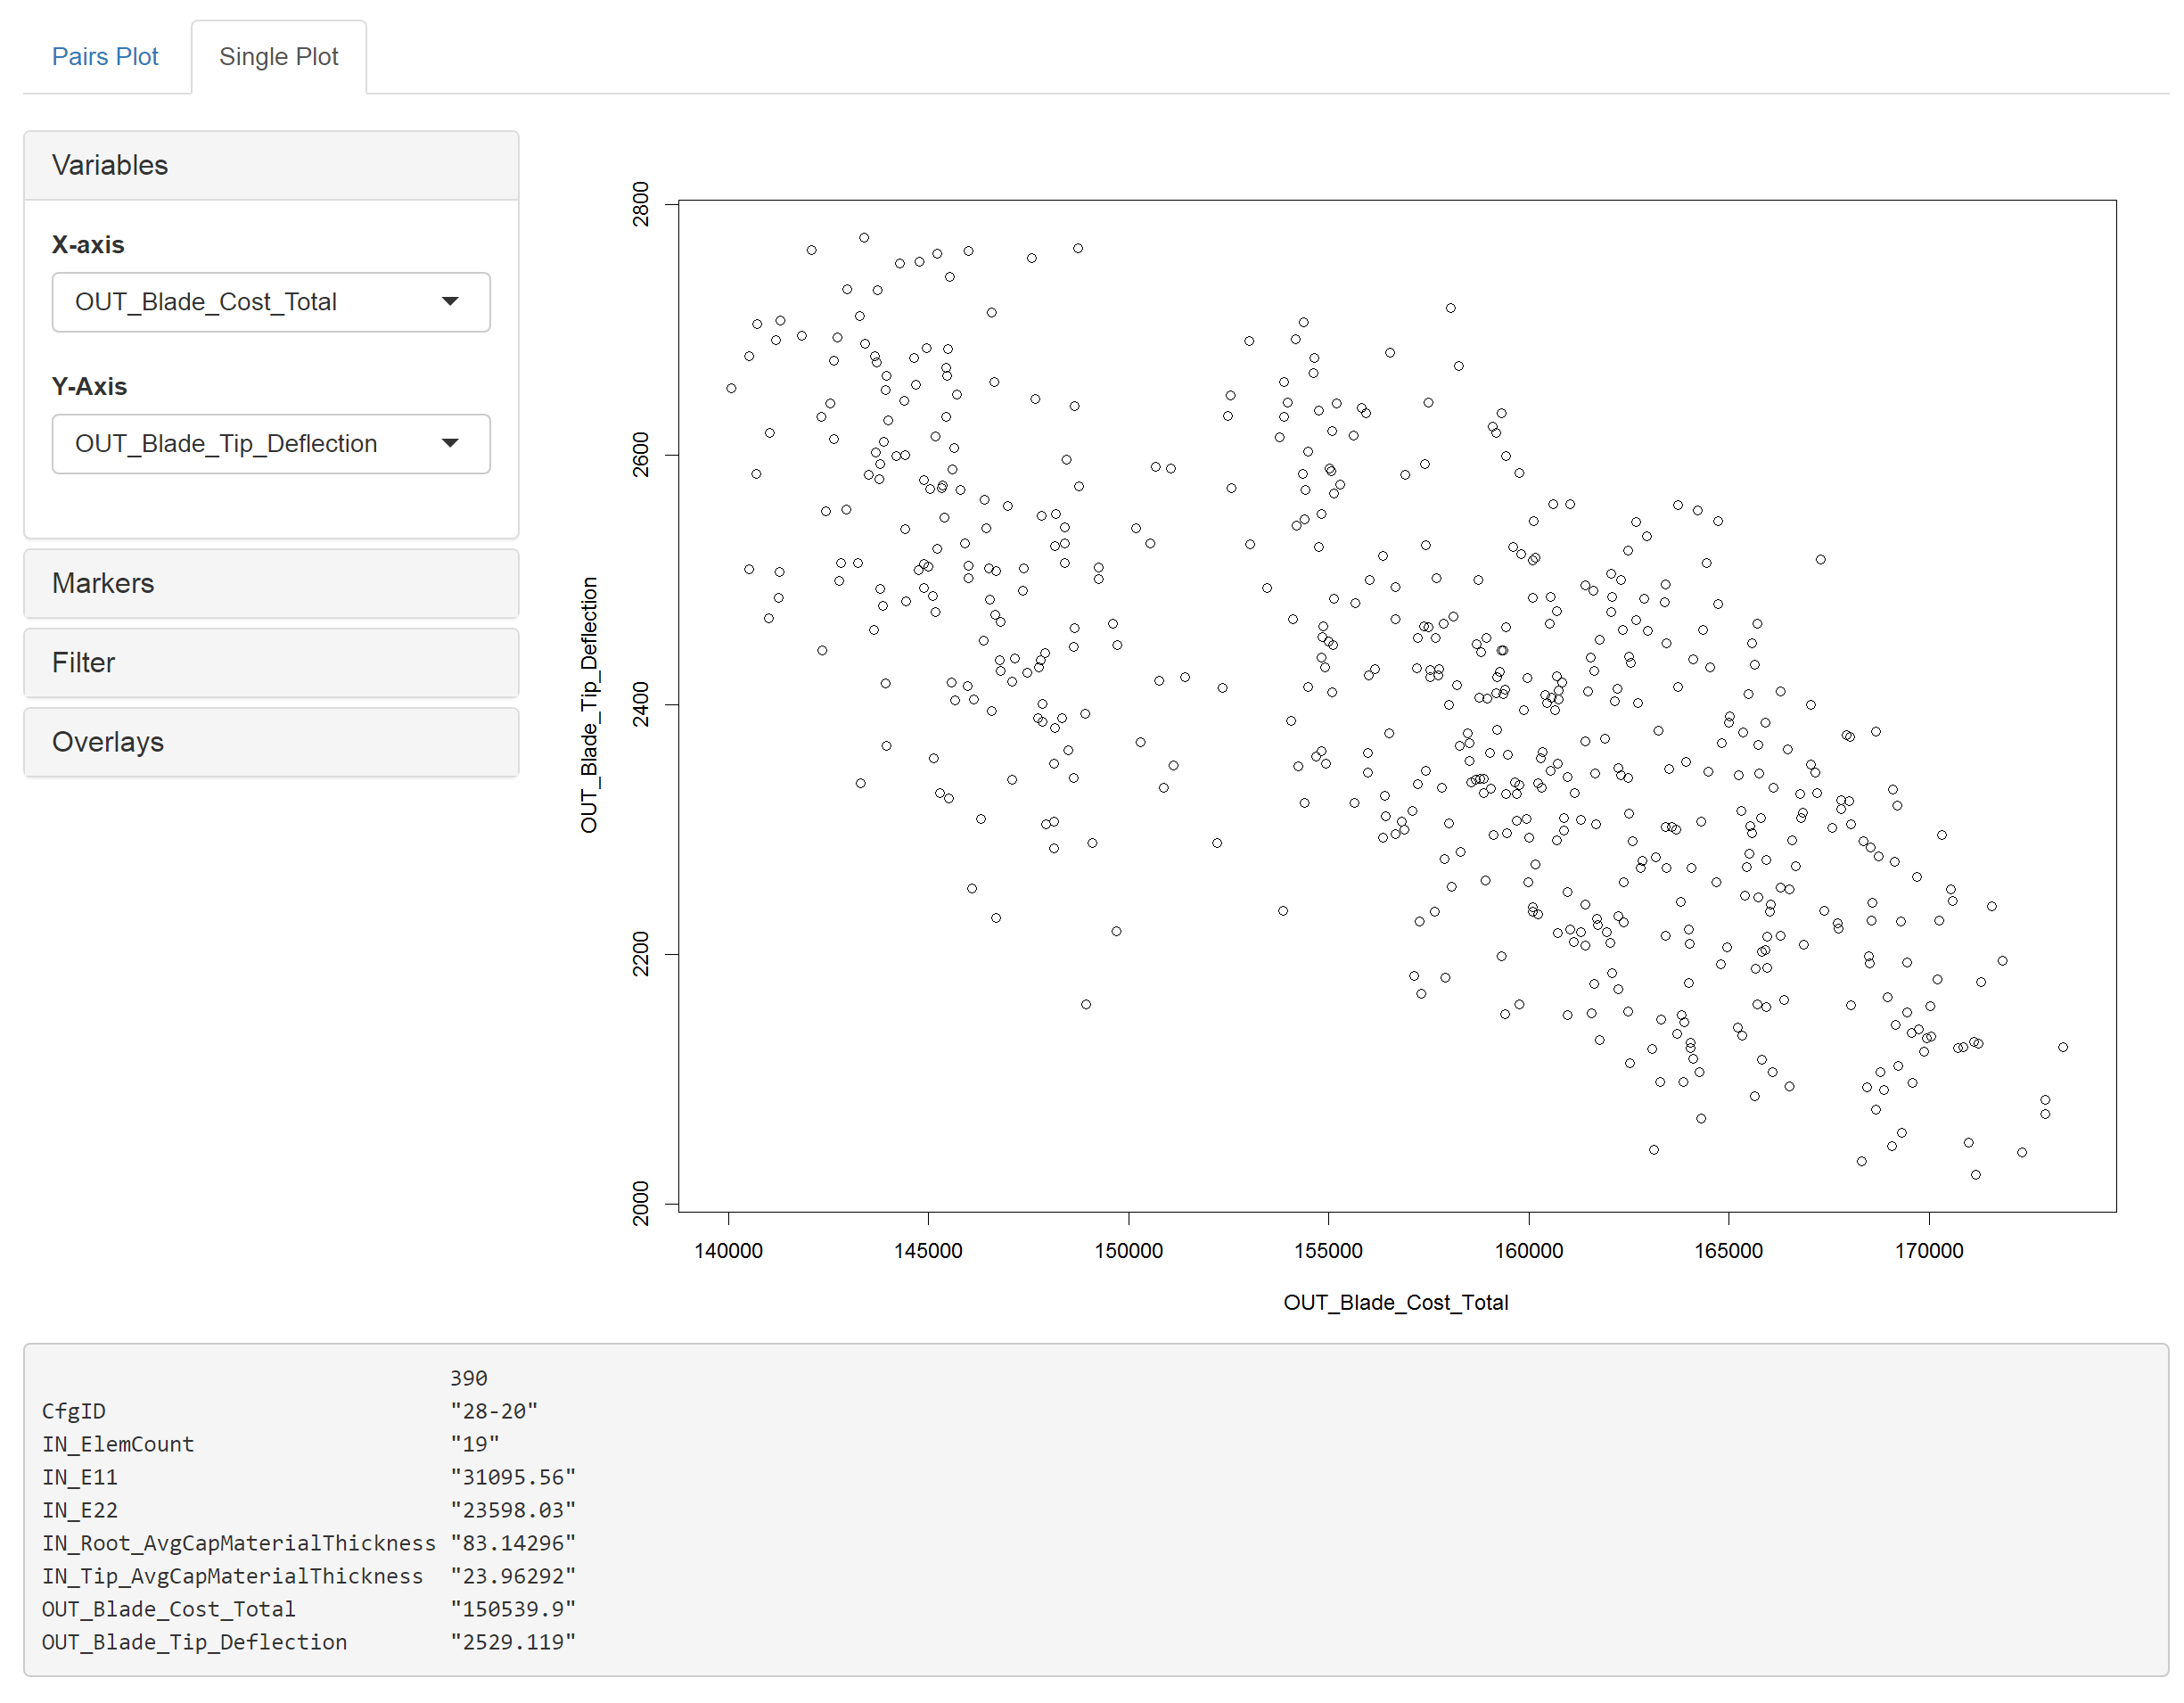 Pairs Plot
Single Plot
Variables
X-axis
OUT_Blade_Cost_Total
Y-Axis
OUT_Blade_Tip_Deflection
Markers
Filter
Overlays
OUT_Blade_Tip_Deflection
2800
2600
2400
2200
2000
140000 145000 150000 155000 160000 165000 170000
OUT_Blade_Cost_Total
390
CfgID "28-20"
IN_ElemCount "19"
IN_E11 "31095.56"
IN_E22 "23598.03"
IN_Root_AvgCapMaterialThickness "83.14296"
IN_Tip_AvgCapMaterialThickness "23.96292"
OUT_Blade_Cost_Total "150539.9"
OUT_Blade_Tip_Deflection "2529.119"